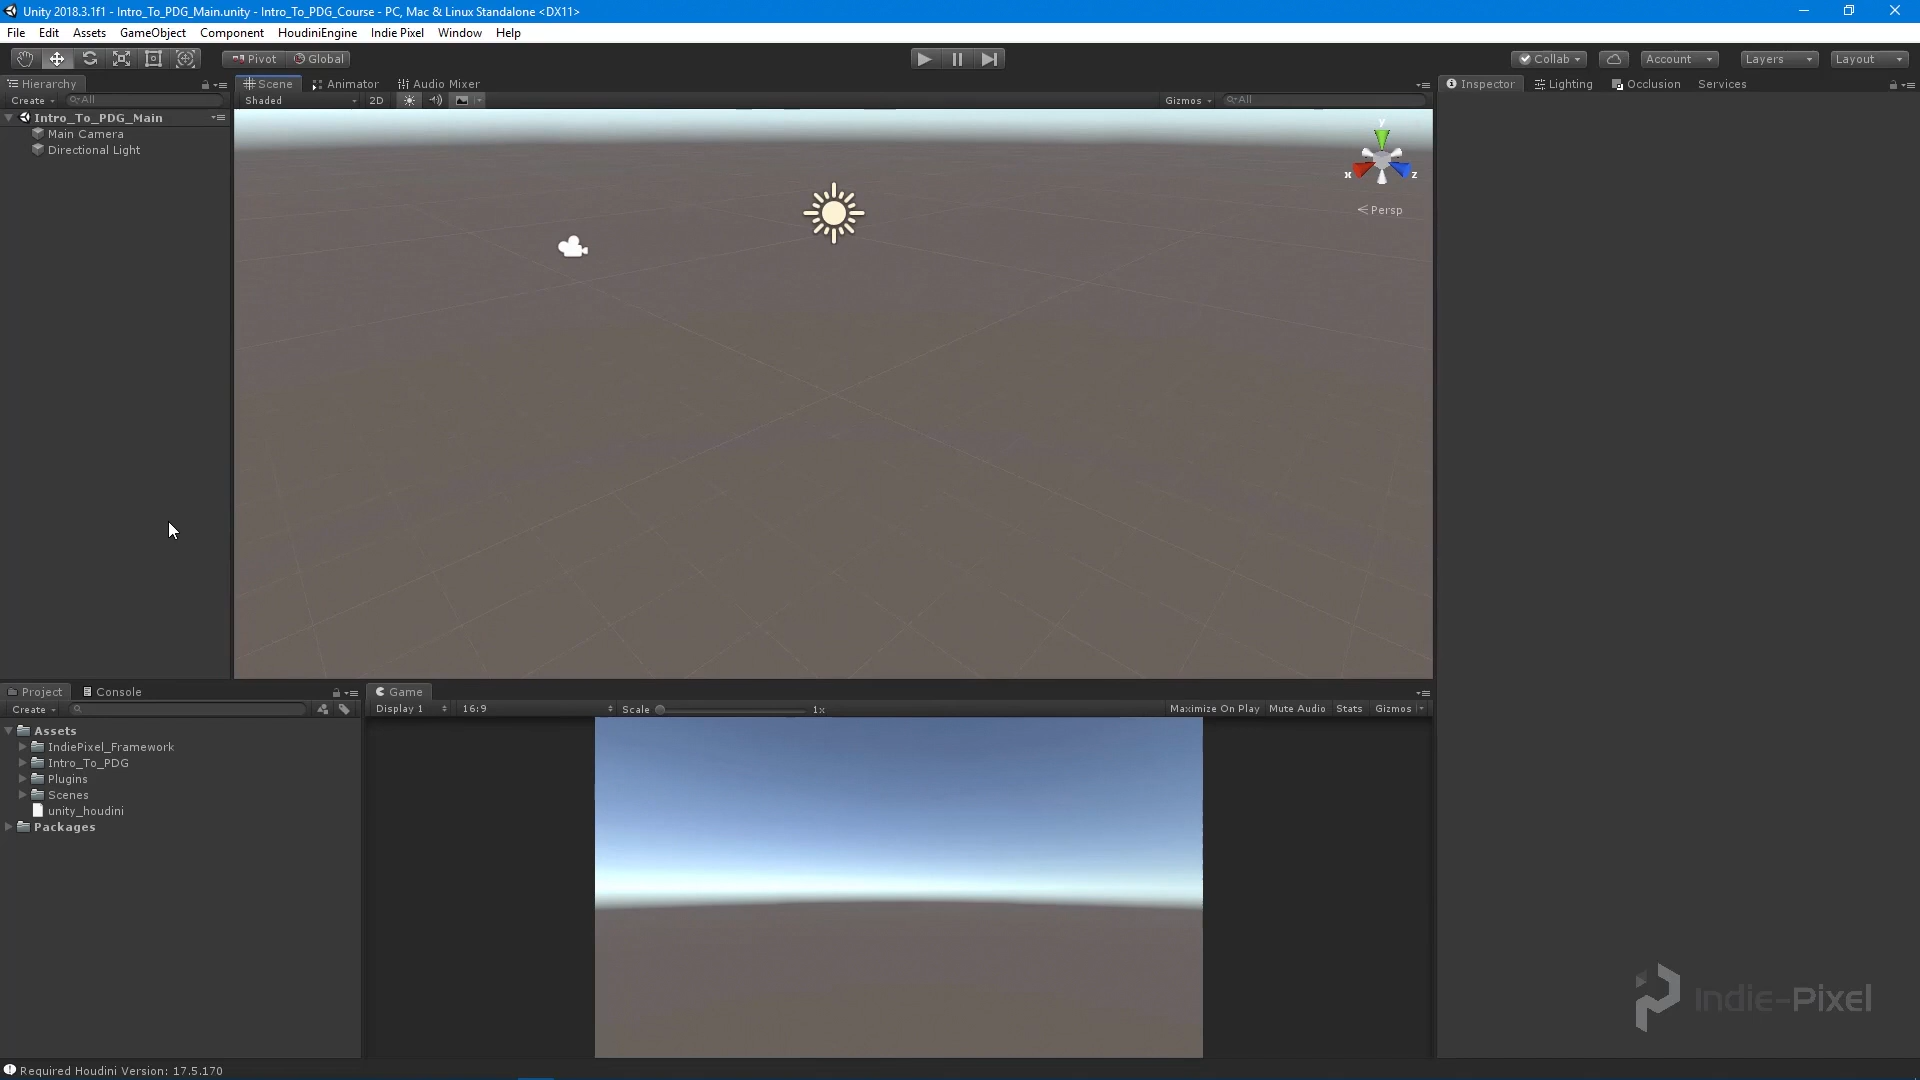 Unity 2018.3.1f1 - Intro_To_PDG_Main.unity - Intro_To_PDG_Course - PC, Mac & Linux Standalone <DX11>
File Edit Assets GameObject Component HoudiniEngine Indie Pixel Window Help
Pivot Global Collab Account Layers Layout
Hierarchy Scene Animator Audio Mixer Inspector Lighting Occlusion Services
Create All Shaded 2D Gizmos All
Intro_To_PDG_Main
Main Camera
Directional Light
y
x
z
Persp
Project Console Game
Create Display 1 16:9 Scale 1x Maximize On Play Mute Audio Stats Gizmos
Assets
IndiePixel_Framework
Intro_To_PDG
Plugins
Scenes
unity_houdini
Packages
Indie-Pixel
Required Houdini Version: 17.5.170